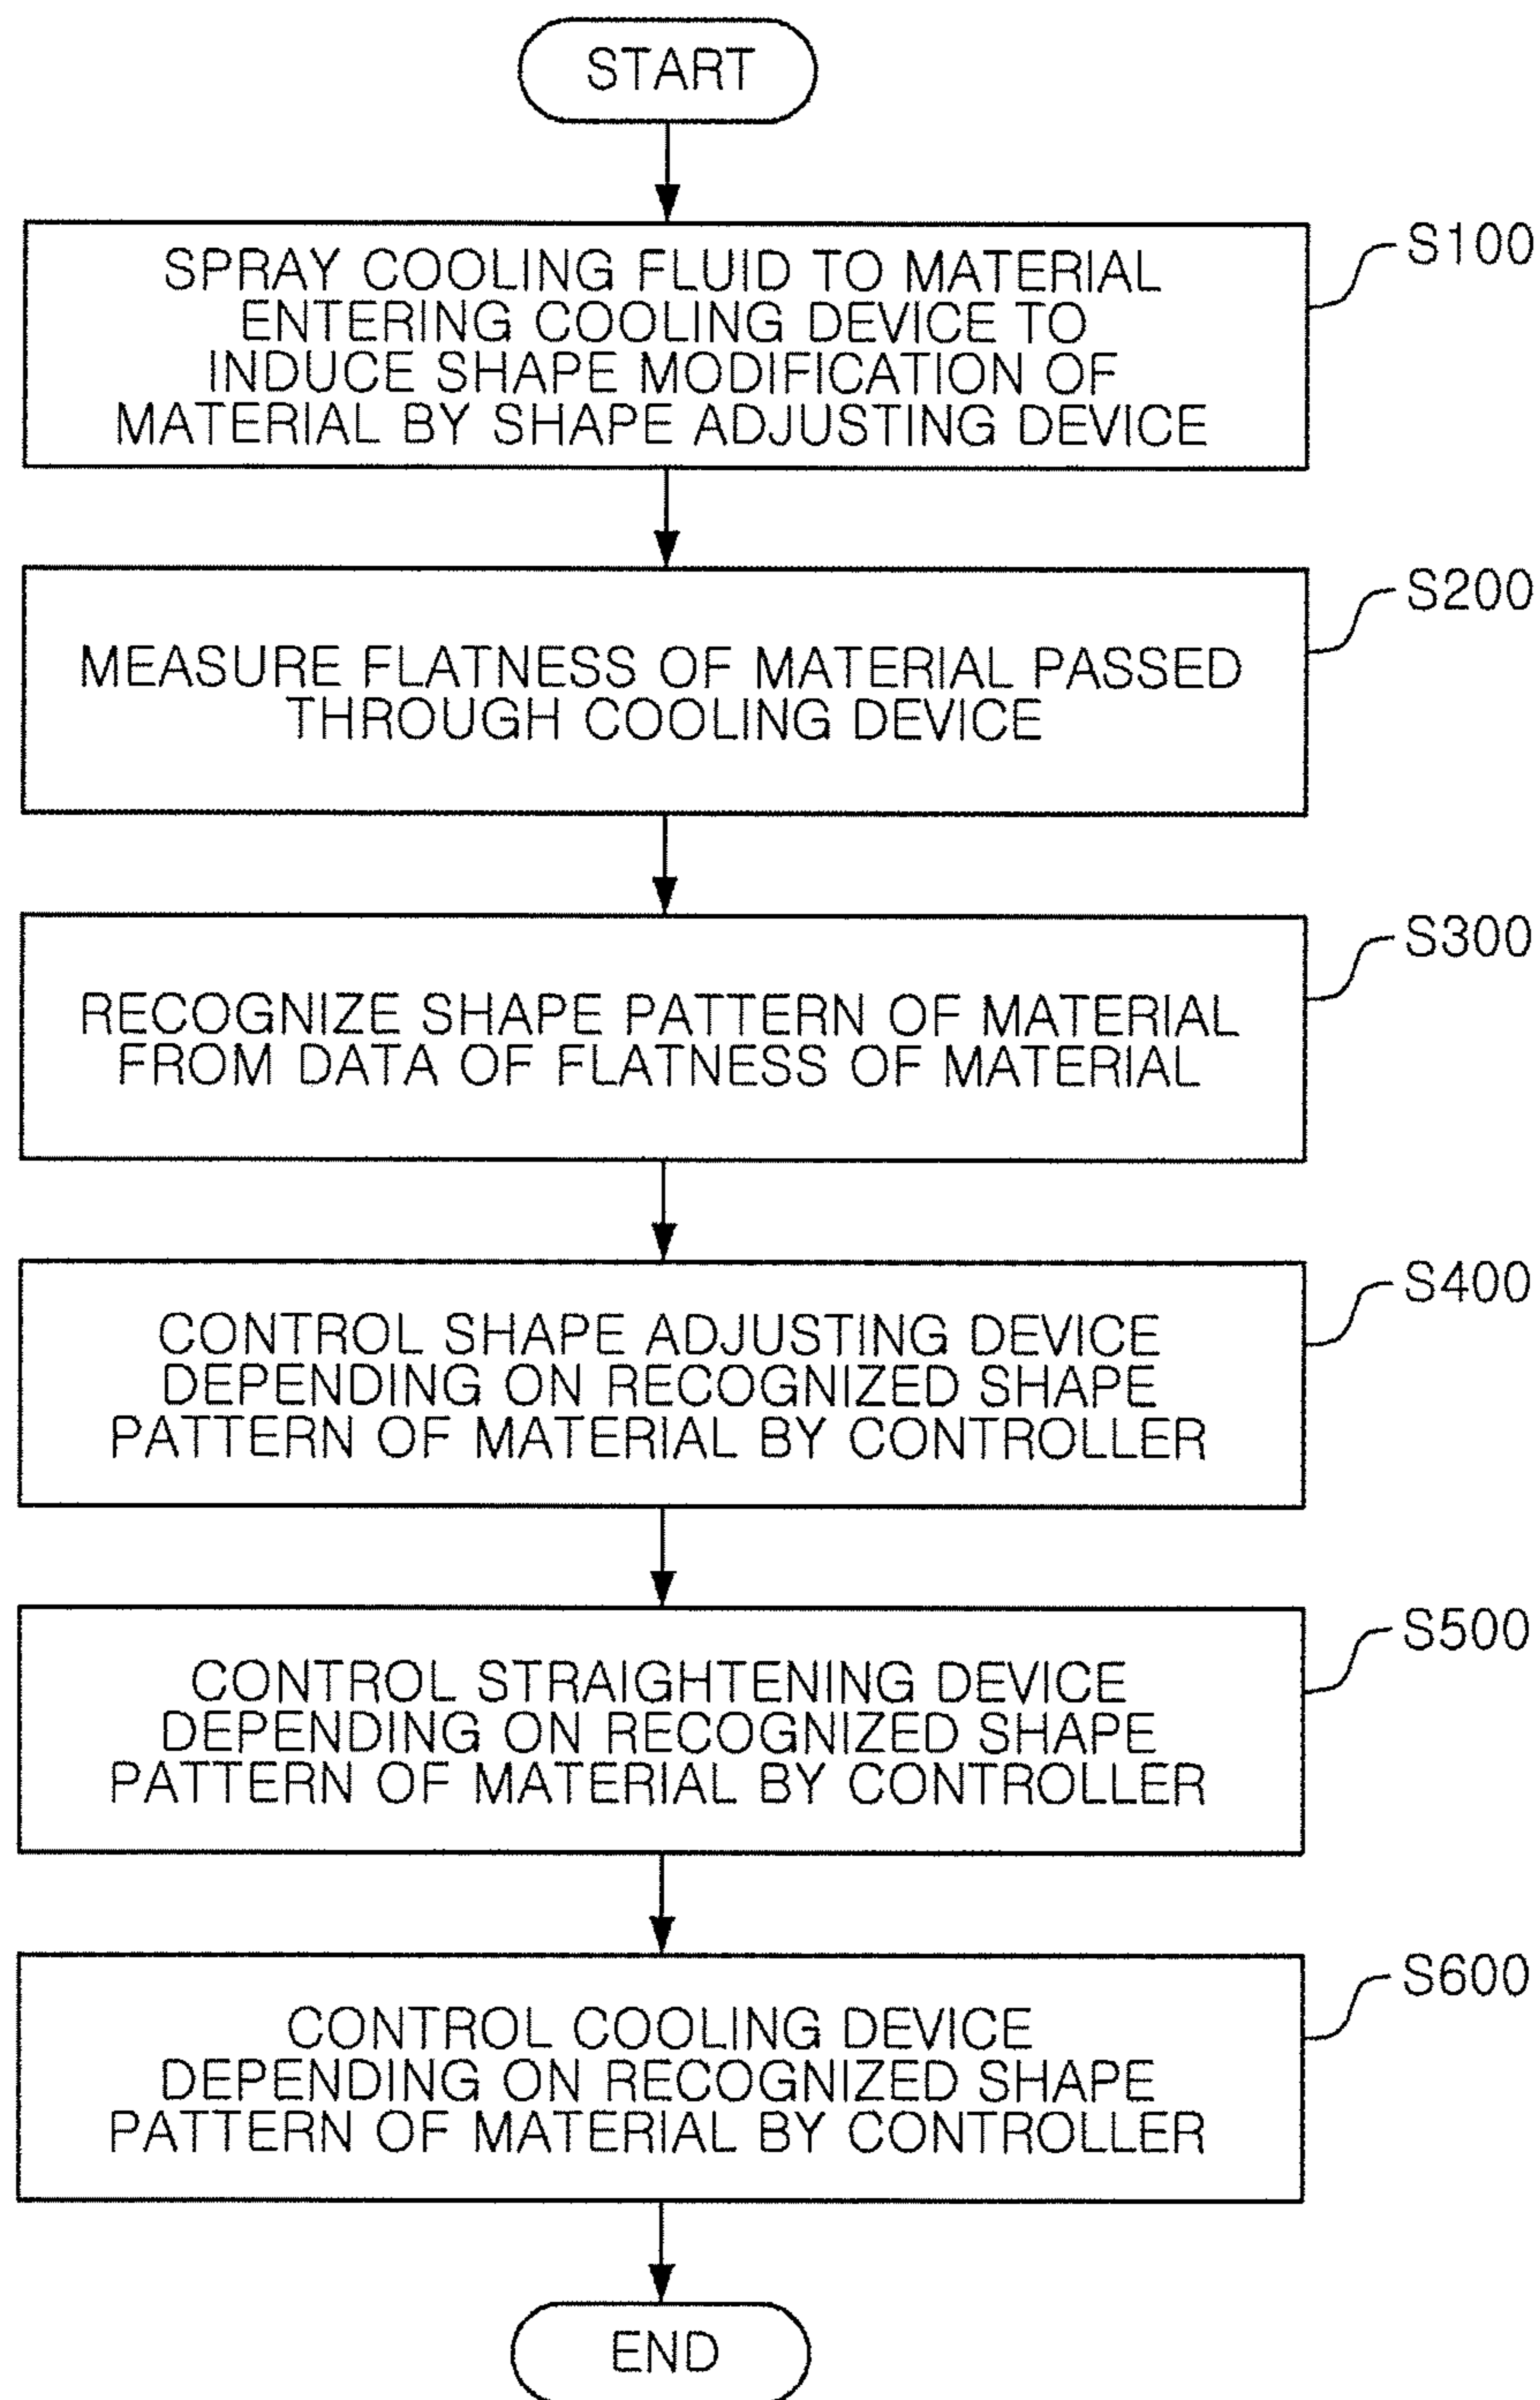 START
S100
SPRAY COOLING FLUID TO MATERIAL
ENTERING COOLING DEVICE TO
INDUCE SHAPE MODIFICATION OF
MATERIAL BY SHAPE ADJUSTING DEVICE
S200
MEASURE FLATNESS OF MATERIAL PASSED
THROUGH COOLING DEVICE
S300
RECOGNIZE SHAPE PATTERN OF MATERIAL
FROM DATA OF FLATNESS OF MATERIAL
S400
CONTROL SHAPE ADJUSTING DEVICE
DEPENDING ON RECOGNIZED SHAPE
PATTERN OF MATERIAL BY CONTROLLER
S500
CONTROL STRAIGHTENING DEVICE
DEPENDING ON RECOGNIZED SHAPE
PATTERN OF MATERIAL BY CONTROLLER
S600
CONTROL COOLING DEVICE
DEPENDING ON RECOGNIZED SHAPE
PATTERN OF MATERIAL BY CONTROLLER
END